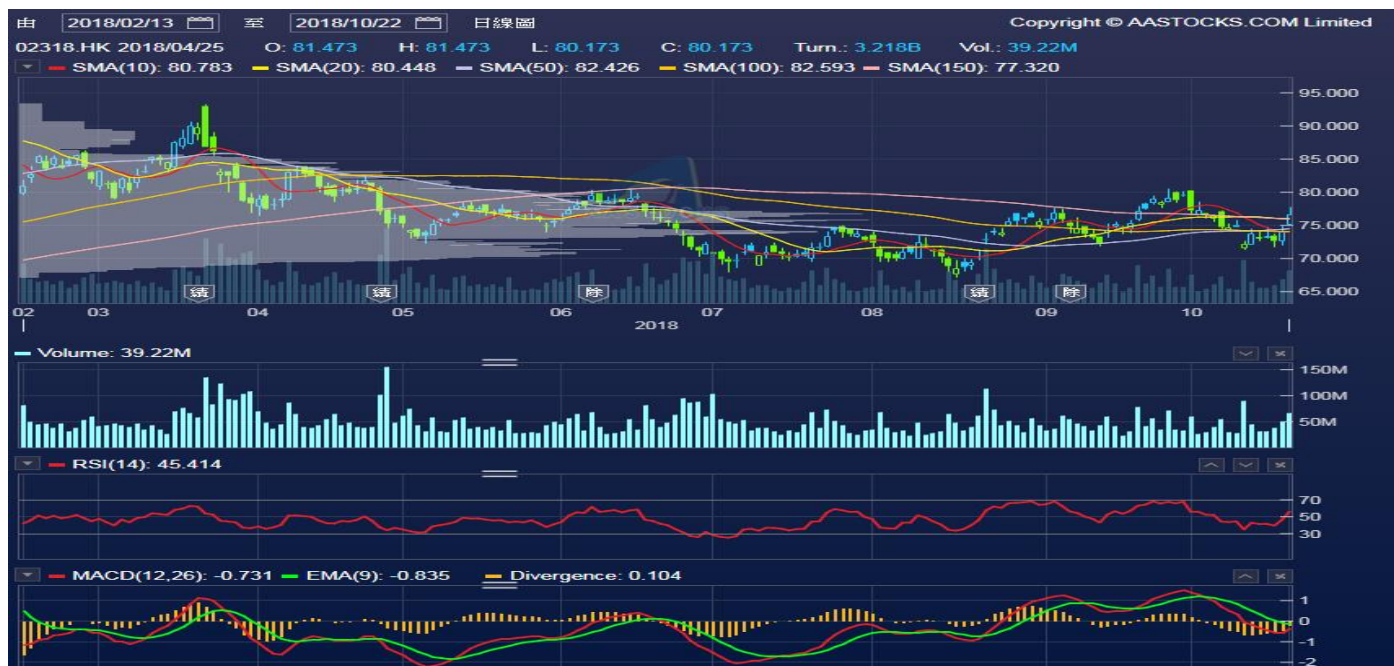 由 2018/02/13 至 2018/10/22 日線圖 Copyright © AASTOCKS.COM Limited
02318.HK 2018/04/25 O: 81.473 H: 81.473 L: 80.173 C: 80.173 Turn.: 3.218B Vol.: 39.22M
SMA(10): 80.783 SMA(20): 80.448 SMA(50): 82.426 SMA(100): 82.593 SMA(150): 77.320
95.000
90.000
85.000
80.000
75.000
70.000
65.000
績 績 除 績 除
02 03 04 05 06 07 08 09 10
2018
Volume: 39.22M
150M
100M
50M
RSI(14): 45.414
70
50
30
MACD(12,26): -0.731 EMA(9): -0.835 Divergence: 0.104
1
0
-1
-2